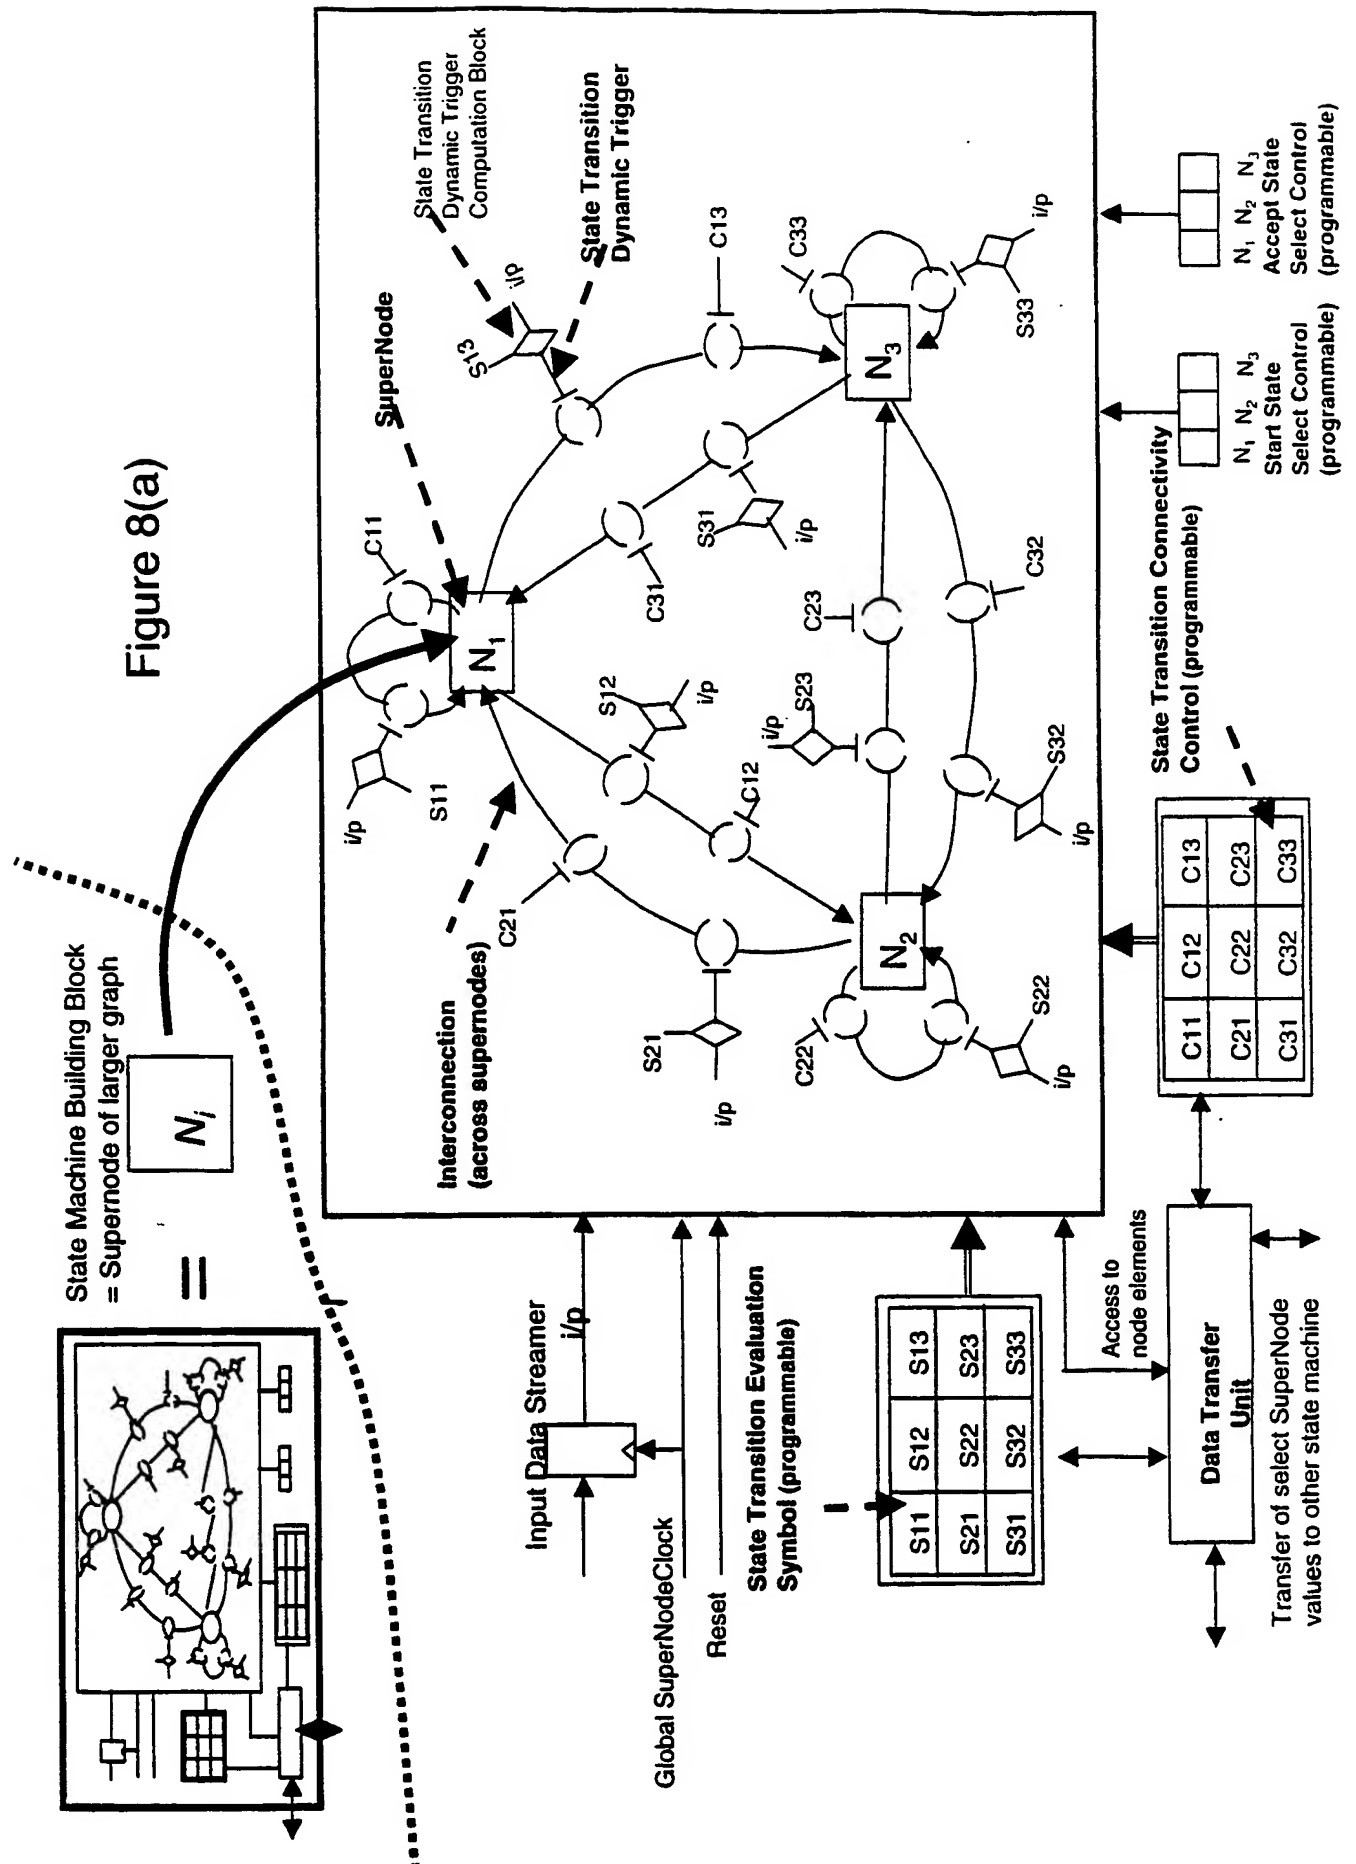 Figure 8(a)
State Machine Building Block
= Supernode of larger graph
Ni
=
State Transition
Dynamic Trigger
Computation Block
State Transition
Dynamic Trigger
SuperNode
Interconnection
(across supernodes)
N1
N2
N3
C11
i/p
S11
S13
i/p
C13
C33
S33
i/p
C31
S31
i/p
S12
i/p
C12
C21
S21
i/p
C23
i/p
S23
C32
S32
i/p
C22
S22
i/p
Input Data Streamer
i/p
Global SuperNodeClock
Reset
State Transition Evaluation
Symbol (programmable)
S11 S12 S13
S21 S22 S23
S31 S32 S33
Access to
node elements
Data Transfer
Unit
Transfer of select SuperNode
values to other state machine
State Transition Connectivity
Control (programmable)
C11 C12 C13
C21 C22 C23
C31 C32 C33
N1 N2 N3
Start State
Select Control
(programmable)
N1 N2 N3
Accept State
Select Control
(programmable)